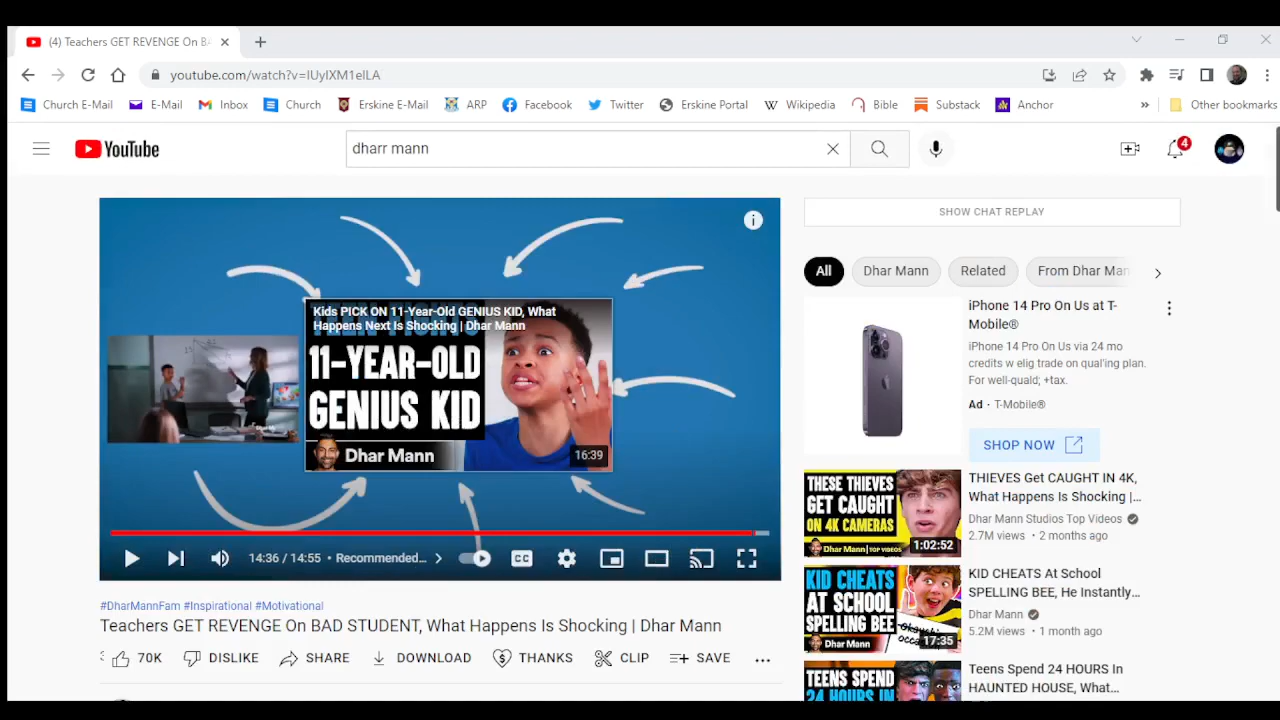 (4) Teachers GET REVENGE On BA
youtube.com/watch?v=IUyIXM1eILA
Church E-Mail
E-Mail
Inbox
Church
Erskine E-Mail
ARP
Facebook
Twitter
Erskine Portal
Wikipedia
Bible
Substack
Anchor
»
Other bookmarks
YouTube
dharr mann
4
SHOW CHAT REPLAY
All
Dhar Mann
Related
From Dhar Man
Kids PICK ON 11-Year-Old GENIUS KID, What
Happens Next Is Shocking | Dhar Mann
TEEN FIGHTS
11-YEAR-OLD
GENIUS KID
Dhar Mann
16:39
14:36 / 14:55 • Recommended...
CC
#DharMannFam #Inspirational #Motivational
Teachers GET REVENGE On BAD STUDENT, What Happens Is Shocking | Dhar Mann
70K
DISLIKE
SHARE
DOWNLOAD
THANKS
CLIP
SAVE
...
iPhone 14 Pro On Us at T-
Mobile®
iPhone 14 Pro On Us via 24 mo
credits w elig trade on qual'ing plan.
For well-quald; +tax.
Ad · T-Mobile®
SHOP NOW
THESE THIEVES
GET CAUGHT
ON 4K CAMERAS
Dhar Mann | TOP VIDEOS
1:02:52
THIEVES Get CAUGHT IN 4K,
What Happens Is Shocking |...
Dhar Mann Studios Top Videos
2.7M views • 2 months ago
KID CHEATS
AT SCHOOL
SPELLING BEE
Dhar Mann
17:35
KID CHEATS At School
SPELLING BEE, He Instantly...
Dhar Mann
5.2M views • 1 month ago
TEENS SPEND
24 HOURS IN
Teens Spend 24 HOURS In
HAUNTED HOUSE, What...